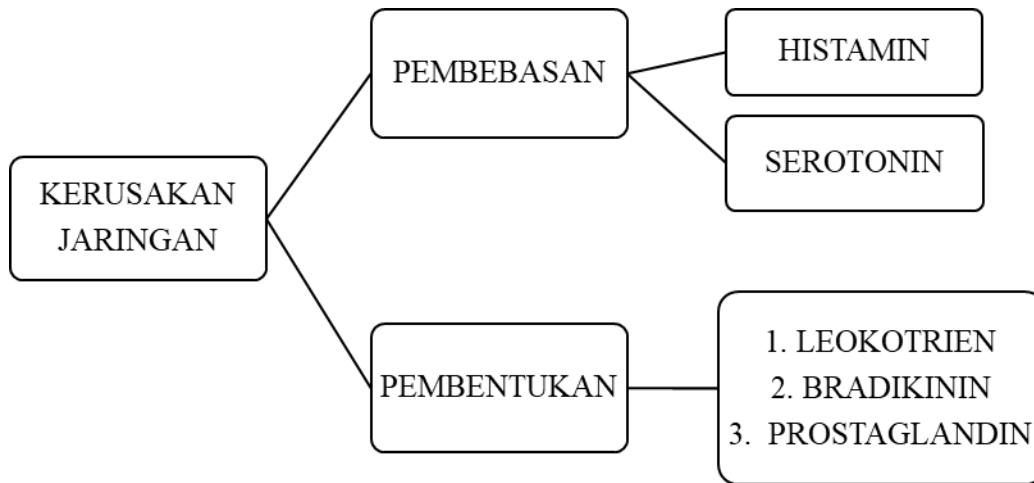 KERUSAKAN
JARINGAN
PEMBEBASAN
HISTAMIN
SEROTONIN
PEMBENTUKAN
1. LEOKOTRIEN
2. BRADIKININ
3. PROSTAGLANDIN